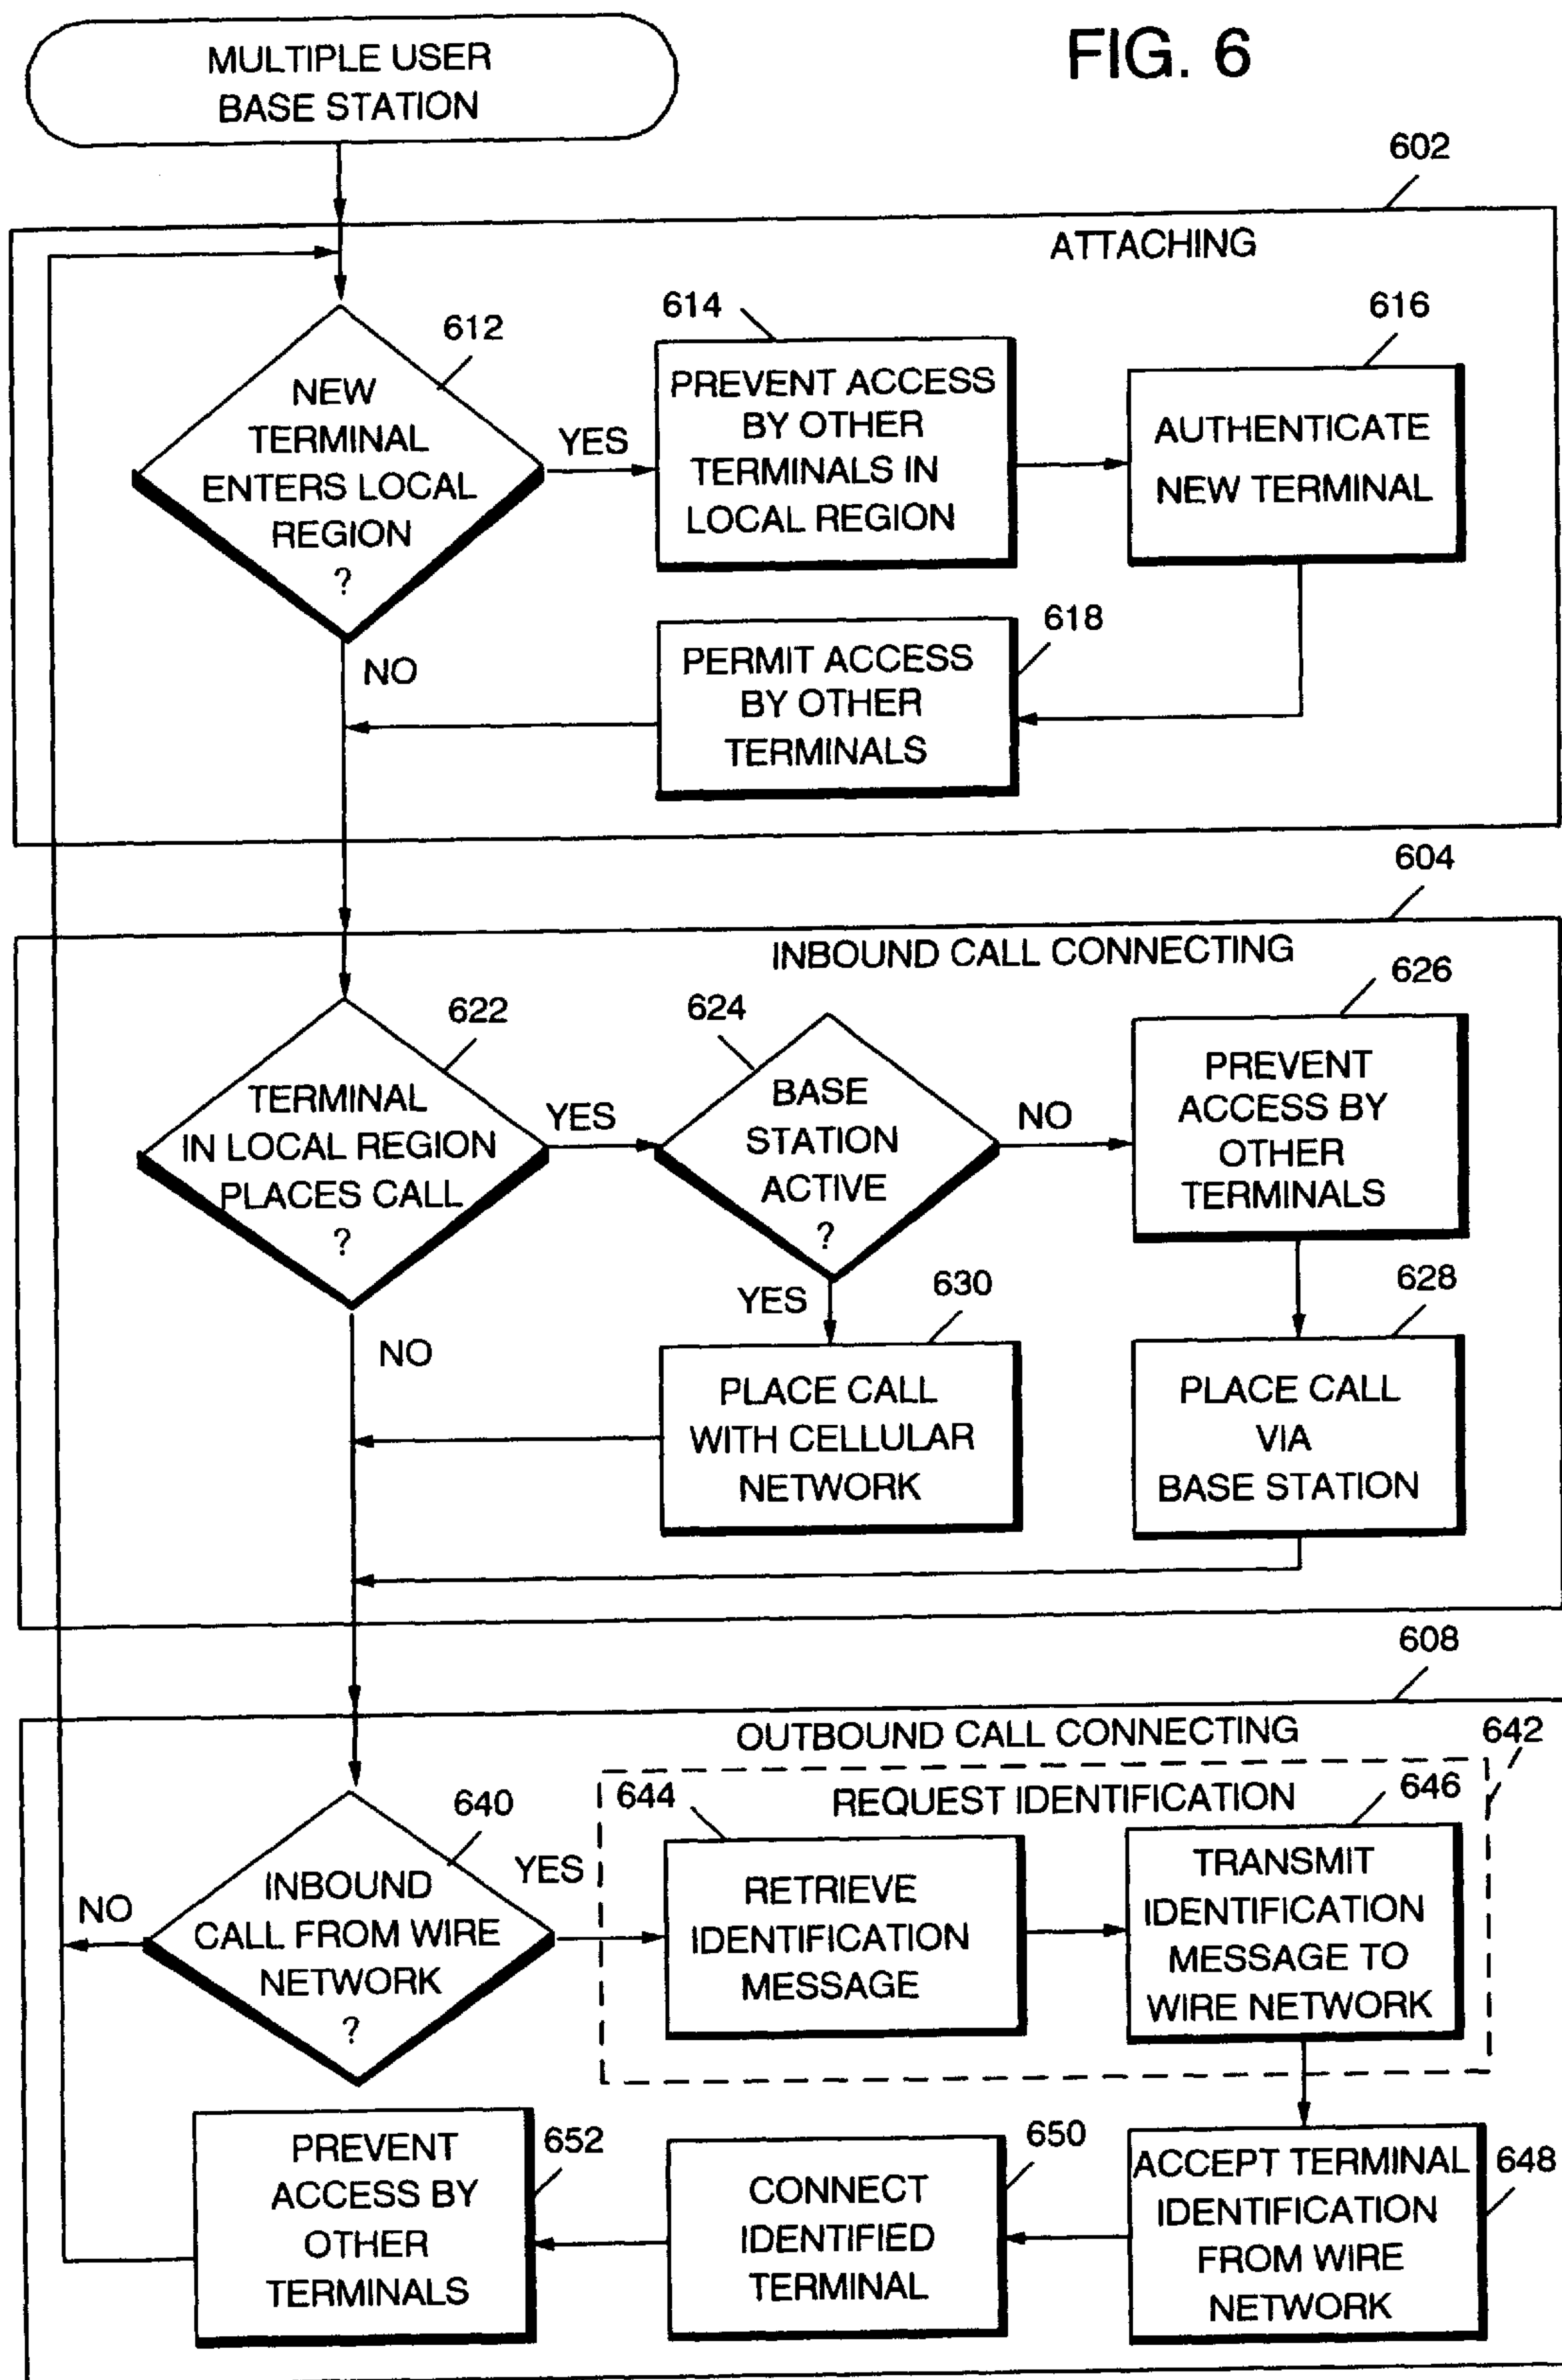 MULTIPLE USER
BASE STATION
FIG. 6
602
ATTACHING
612
NEW
TERMINAL
ENTERS LOCAL
REGION
?
YES
NO
614
PREVENT ACCESS
BY OTHER
TERMINALS IN
LOCAL REGION
616
AUTHENTICATE
NEW TERMINAL
618
PERMIT ACCESS
BY OTHER
TERMINALS
604
INBOUND CALL CONNECTING
622
TERMINAL
IN LOCAL REGION
PLACES CALL
?
YES
NO
624
BASE
STATION
ACTIVE
?
NO
YES
626
PREVENT
ACCESS BY
OTHER
TERMINALS
630
PLACE CALL
WITH CELLULAR
NETWORK
628
PLACE CALL
VIA
BASE STATION
608
OUTBOUND CALL CONNECTING
642
640
INBOUND
CALL FROM WIRE
NETWORK
?
NO
YES
REQUEST IDENTIFICATION
644
RETRIEVE
IDENTIFICATION
MESSAGE
646
TRANSMIT
IDENTIFICATION
MESSAGE TO
WIRE NETWORK
652
PREVENT
ACCESS BY
OTHER
TERMINALS
650
CONNECT
IDENTIFIED
TERMINAL
648
ACCEPT TERMINAL
IDENTIFICATION
FROM WIRE
NETWORK